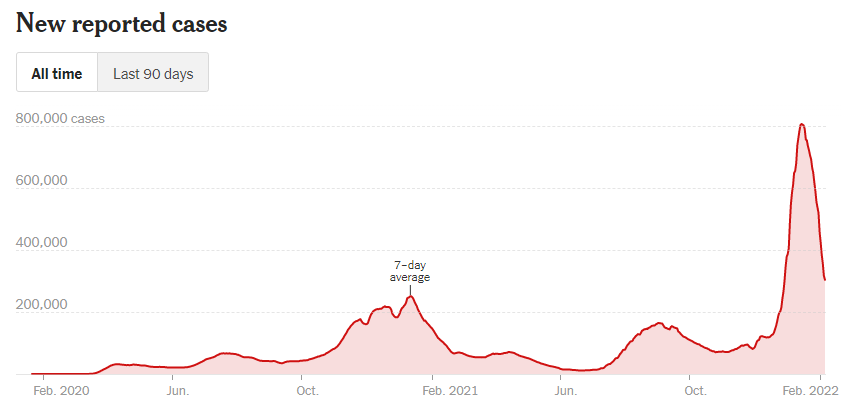 New reported cases
All time
Last 90 days
800,000 cases
600,000
400,000
7–day
average
200,000
Feb. 2020
Jun.
Oct.
Feb. 2021
Jun.
Oct.
Feb. 2022